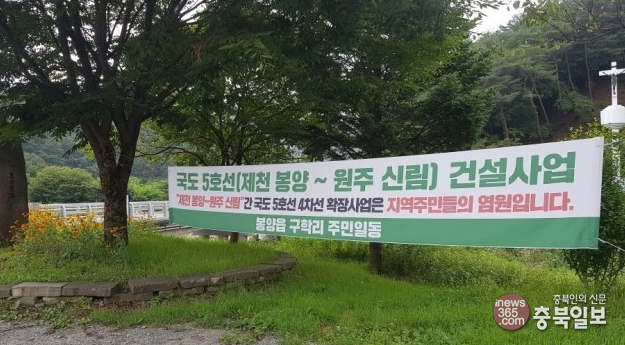 국도 5호선(제천 봉양 ~ 원주 신림) 건설사업
"제천 봉양~원주 신림"간 국도 5호선 4차선 확장사업은 지역주민들의 염원입니다.
봉양읍 구학리 주민일동
충북인의 신문
inews365.com
충북일보